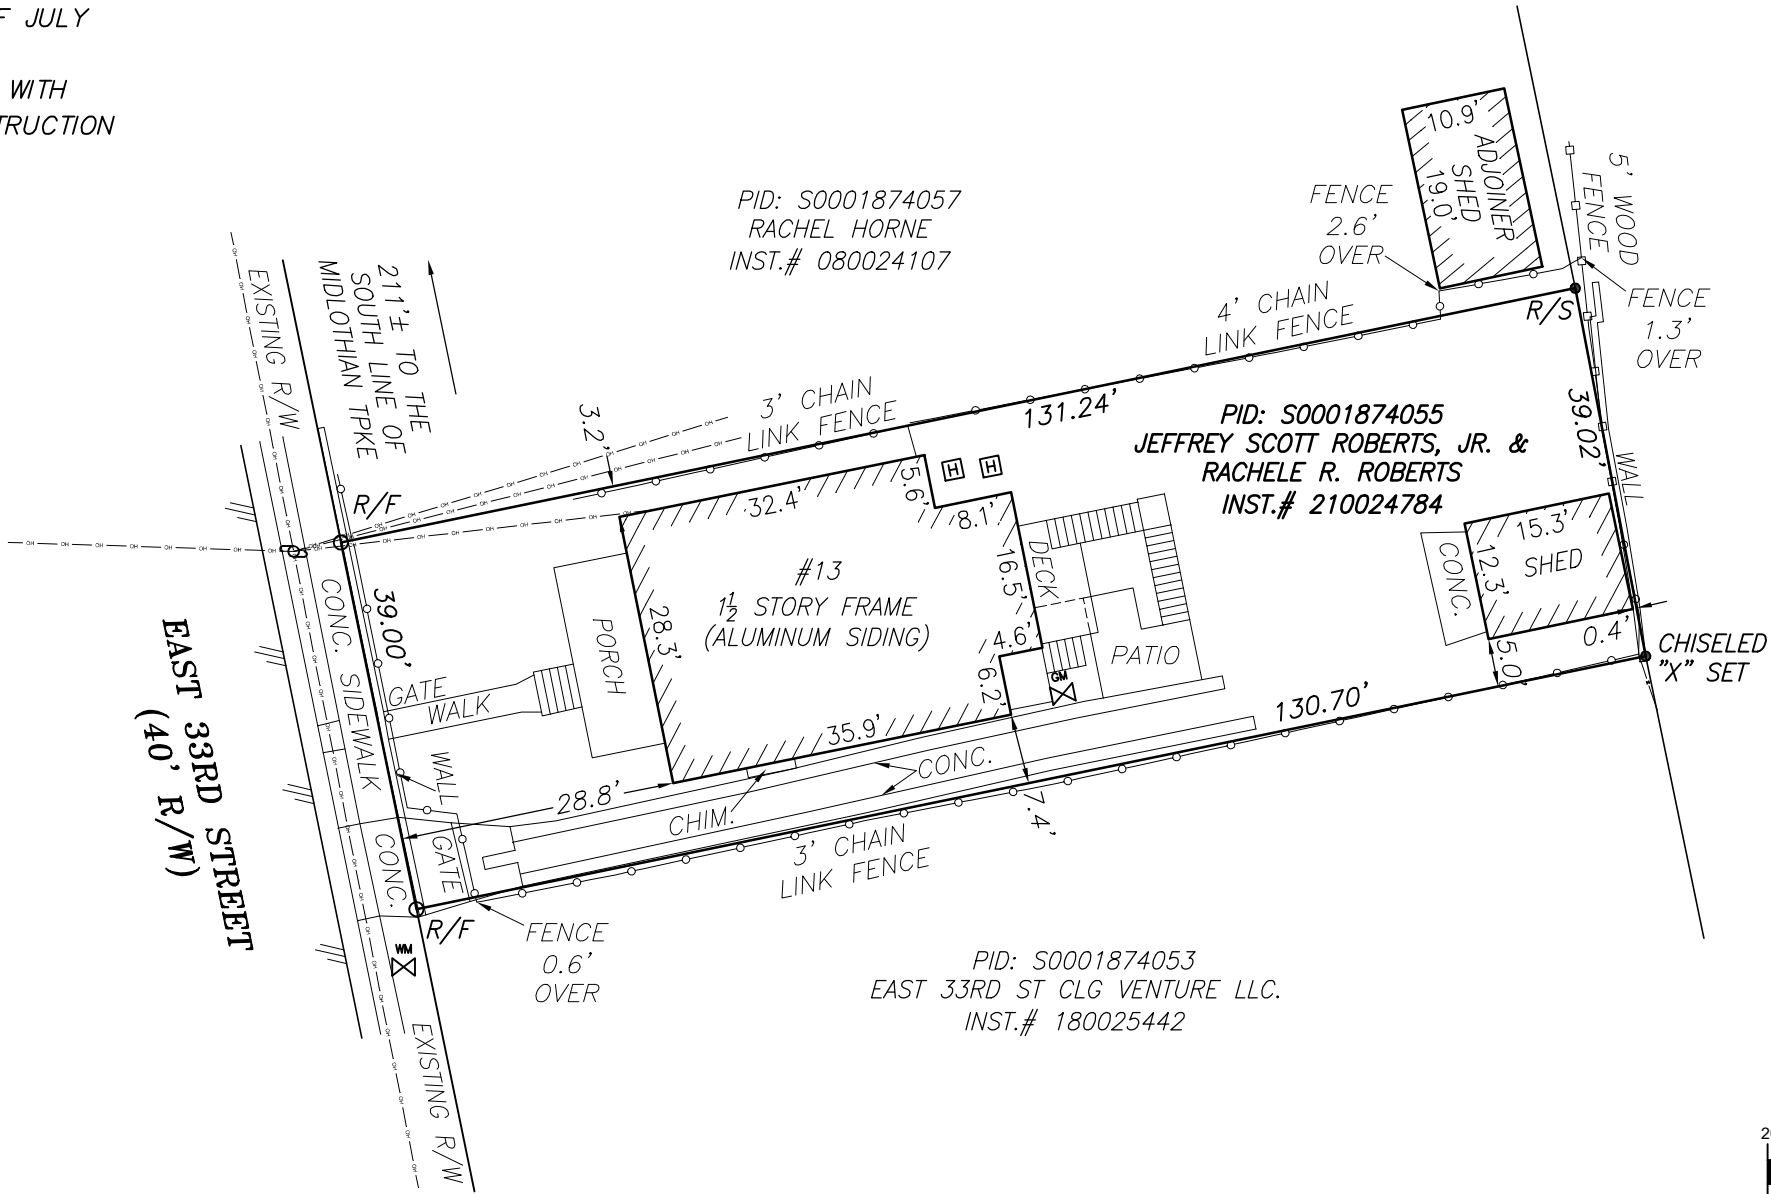 F JULY
WITH
TRUCTION
PID: S0001874057
RACHEL HORNE
INST.# 080024107
10.9'
ADJOINER
SHED
19.0'
5' WOOD
FENCE
FENCE
2.6'
OVER
FENCE
1.3'
OVER
R/S
4' CHAIN
LINK FENCE
EXISTING R/W
211'± TO THE
SOUTH LINE OF
MIDLOTHIAN TPKE
3.2'
3' CHAIN
LINK FENCE
131.24'
PID: S0001874055
JEFFREY SCOTT ROBERTS, JR. &
RACHELE R. ROBERTS
INST.# 210024784
39.02'
WALL
R/F
32.4'
5.6'
H
H
8.1'
16.5'
DECK
#13
1½ STORY FRAME
(ALUMINUM SIDING)
28.3'
4.6'
6.2'
PATIO
GM
35.9'
PORCH
15.3'
SHED
12.3'
CONC.
0.4'
5.0'
CHISELED
"X" SET
39.00'
CONC. SIDEWALK
GATE
WALK
WALL
28.8'
CHIM.
CONC.
7.4'
130.70'
EAST 33RD STREET
(40' R/W)
CONC.
GATE
3' CHAIN
LINK FENCE
R/F
WM
FENCE
0.6'
OVER
PID: S0001874053
EAST 33RD ST CLG VENTURE LLC.
INST.# 180025442
EXISTING R/W
OH